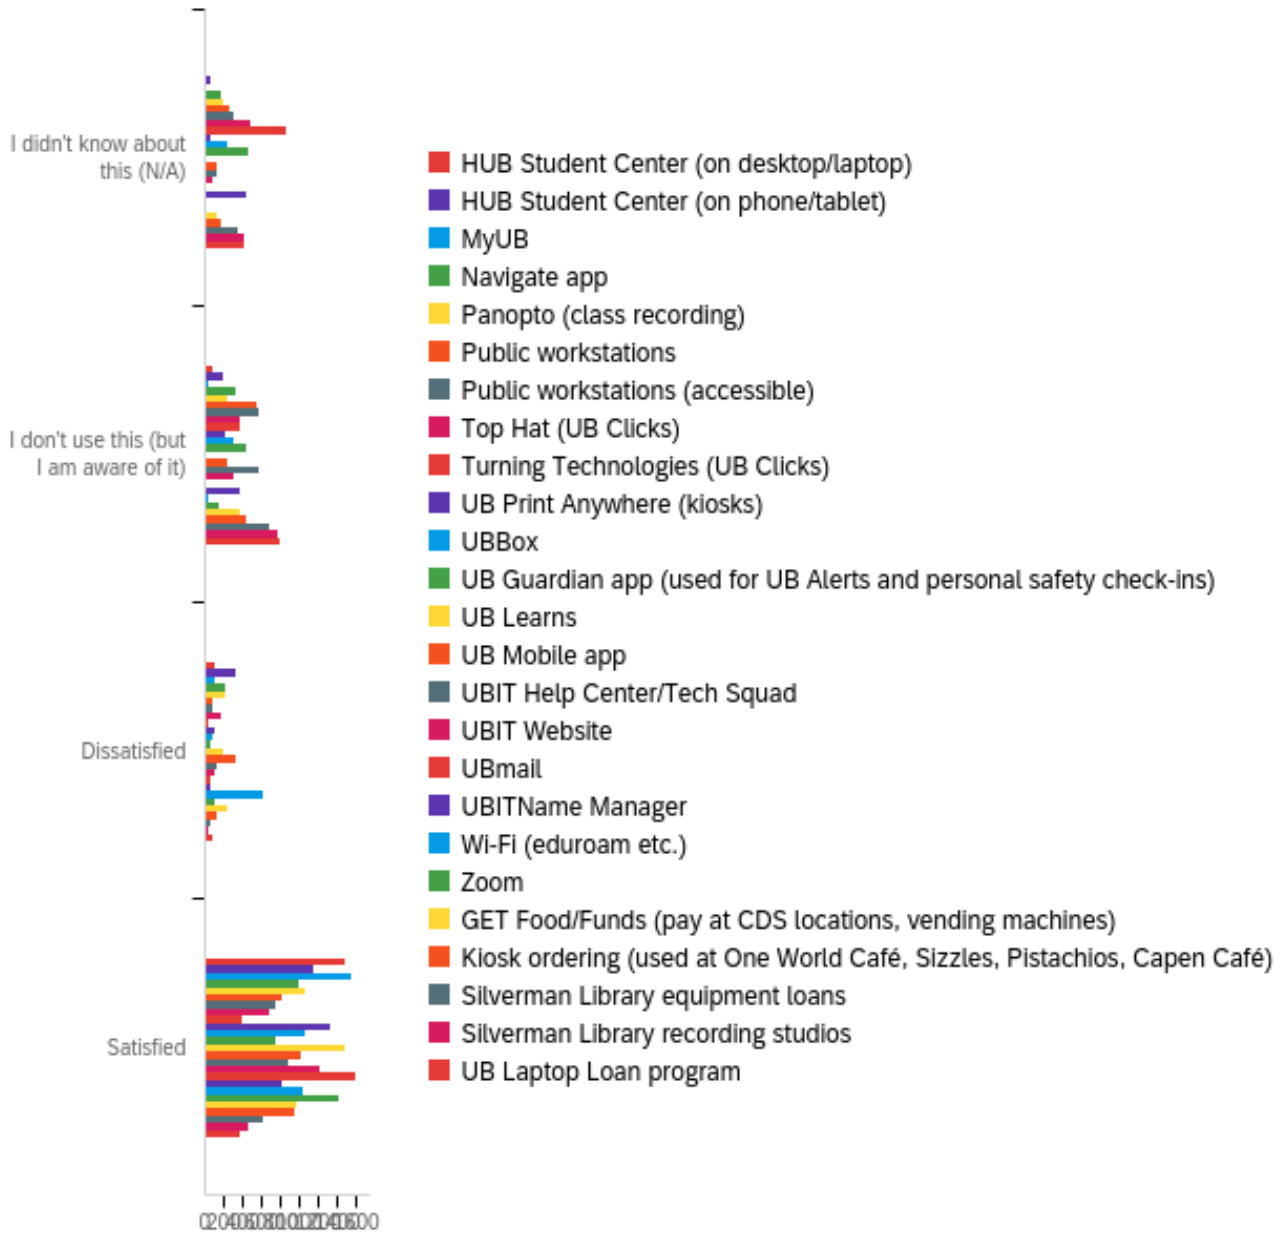 I didn't know about
this (N/A)
I don't use this (but
I am aware of it)
Dissatisfied
Satisfied
HUB Student Center (on desktop/laptop)
HUB Student Center (on phone/tablet)
MyUB
Navigate app
Panopto (class recording)
Public workstations
Public workstations (accessible)
Top Hat (UB Clicks)
Turning Technologies (UB Clicks)
UB Print Anywhere (kiosks)
UBBox
UB Guardian app (used for UB Alerts and personal safety check-ins)
UB Learns
UB Mobile app
UBIT Help Center/Tech Squad
UBIT Website
UBmail
UBITName Manager
Wi-Fi (eduroam etc.)
Zoom
GET Food/Funds (pay at CDS locations, vending machines)
Kiosk ordering (used at One World Café, Sizzles, Pistachios, Capen Café)
Silverman Library equipment loans
Silverman Library recording studios
UB Laptop Loan program